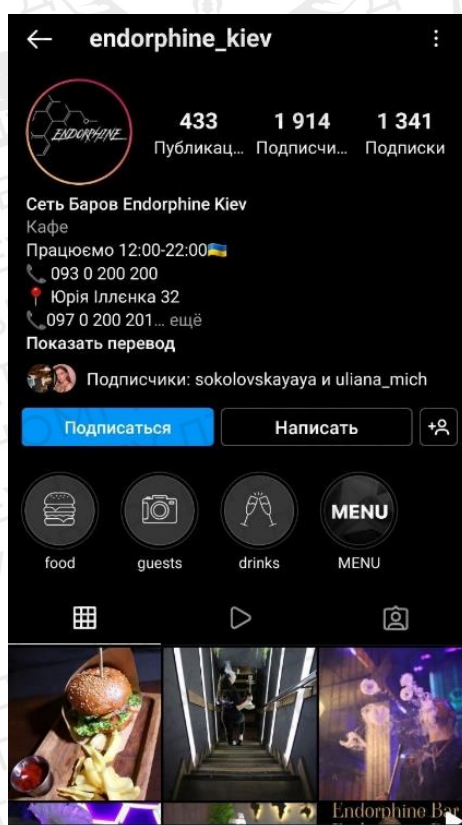 endorphine_kiev
ENDORPHINE
433 1 914 1 341
Публикац... Подписчи... Подписки
Сеть Баров Endorphine Kiev
Кафе
Працюємо 12:00-22:00🇺🇦
📞 093 0 200 200
📍 Юрія Іллєнка 32
📞097 0 200 201... ещё
Показать перевод
Подписчики: sokolovskayaya и uliana_mich
Подписаться Написать
MENU
food guests drinks MENU
Endorphine Bar